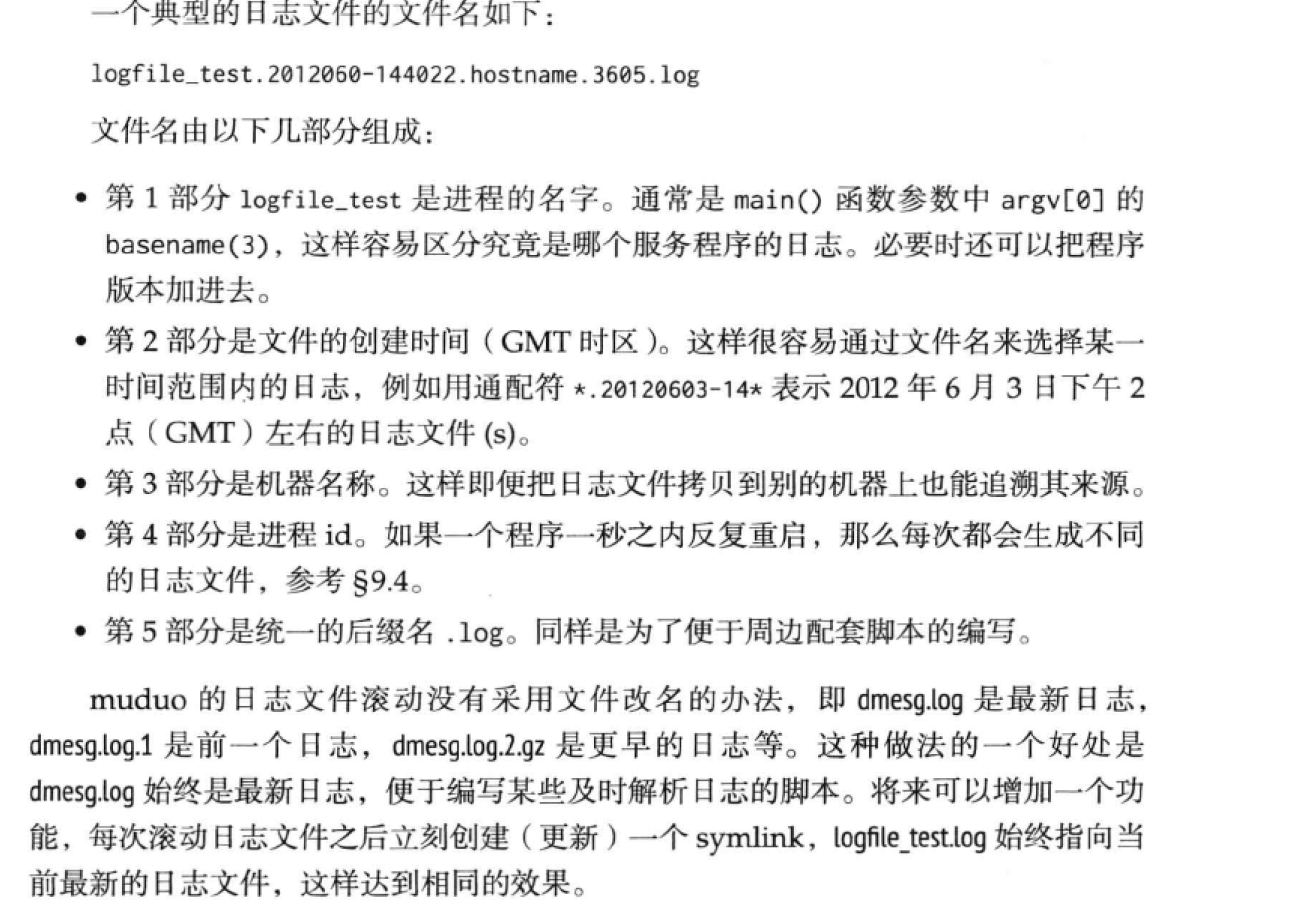 一个典型的日志文件的文件名如下：
logfile_test.2012060-144022.hostname.3605.log
文件名由以下几部分组成：
• 第 1 部分 logfile_test 是进程的名字。通常是 main() 函数参数中 argv[0] 的
basename(3)，这样容易区分究竟是哪个服务程序的日志。必要时还可以把程序
版本加进去。
• 第 2 部分是文件的创建时间（GMT 时区）。这样很容易通过文件名来选择某一
时间范围内的日志，例如用通配符 *.20120603-14* 表示 2012 年 6 月 3 日下午 2
点（GMT）左右的日志文件 (s)。
• 第 3 部分是机器名称。这样即便把日志文件拷贝到别的机器上也能追溯其来源。
• 第 4 部分是进程 id。如果一个程序一秒之内反复重启，那么每次都会生成不同
的日志文件，参考 §9.4。
• 第 5 部分是统一的后缀名 .log。同样是为了便于周边配套脚本的编写。
muduo 的日志文件滚动没有采用文件改名的办法，即 dmesg.log 是最新日志，
dmesg.log.1 是前一个日志，dmesg.log.2.gz 是更早的日志等。这种做法的一个好处是
dmesg.log 始终是最新日志，便于编写某些及时解析日志的脚本。将来可以增加一个功
能，每次滚动日志文件之后立刻创建（更新）一个 symlink，logfile_test.log 始终指向当
前最新的日志文件，这样达到相同的效果。